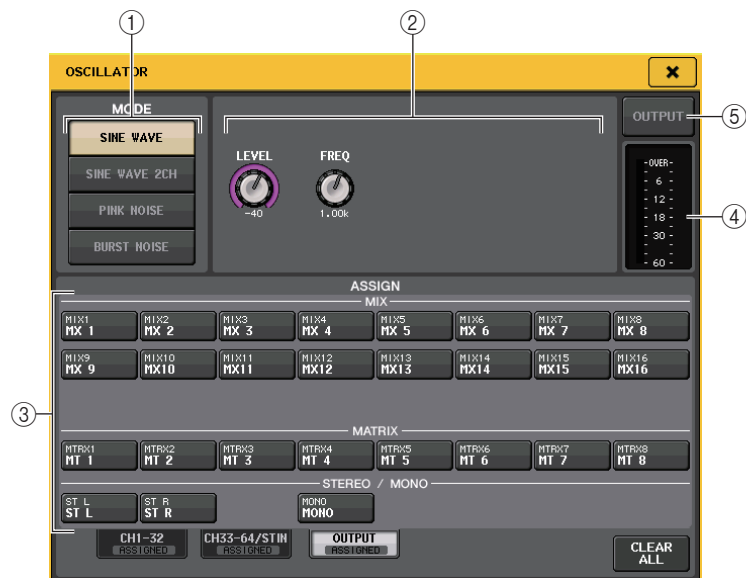 ① ②
OSCILLATOR
MODE
OUTPUT ⑤
SINE WAVE
LEVEL FREQ
SINE WAVE 2CH
-OVER-
- 6 -
- 12 -
- 18 - ④
- 30 -
- 60 -
PINK NOISE
-40 1.00k
BURST NOISE
ASSIGN
MIX
MIX1 MIX2 MIX3 MIX4 MIX5 MIX6 MIX7 MIX8
MX 1 MX 2 MX 3 MX 4 MX 5 MX 6 MX 7 MX 8
MIX9 MIX10 MIX11 MIX12 MIX13 MIX14 MIX15 MIX16
MX 9 MX10 MX11 MX12 MX13 MX14 MX15 MX16
③
MATRIX
MTRX1 MTRX2 MTRX3 MTRX4 MTRX5 MTRX6 MTRX7 MTRX8
MT 1 MT 2 MT 3 MT 4 MT 5 MT 6 MT 7 MT 8
STEREO / MONO
ST L ST R MONO
ST L ST R MONO
CH1-32 CH33-64/STIN OUTPUT
ASSIGNED ASSIGNED ASSIGNED
CLEAR
ALL